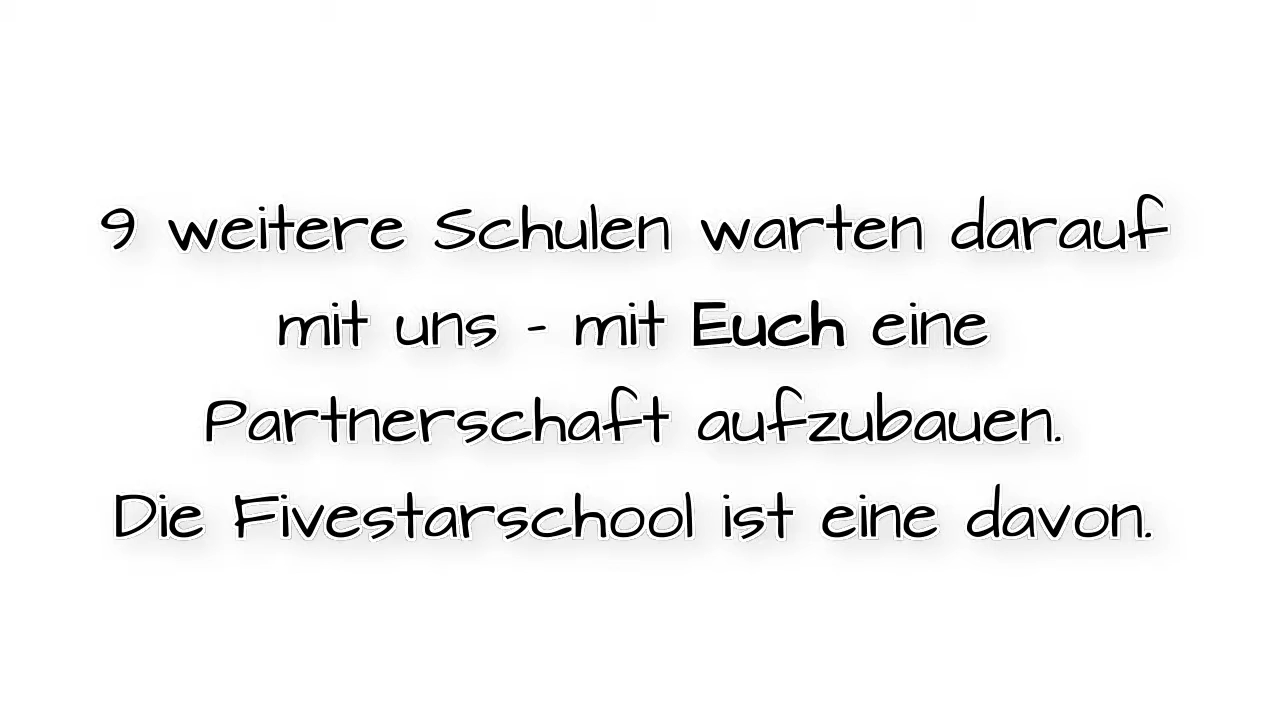 9 weitere Schulen warten darauf
mit uns - mit Euch eine
Partnerschaft aufzubauen.
Die Fivestarschool ist eine davon.